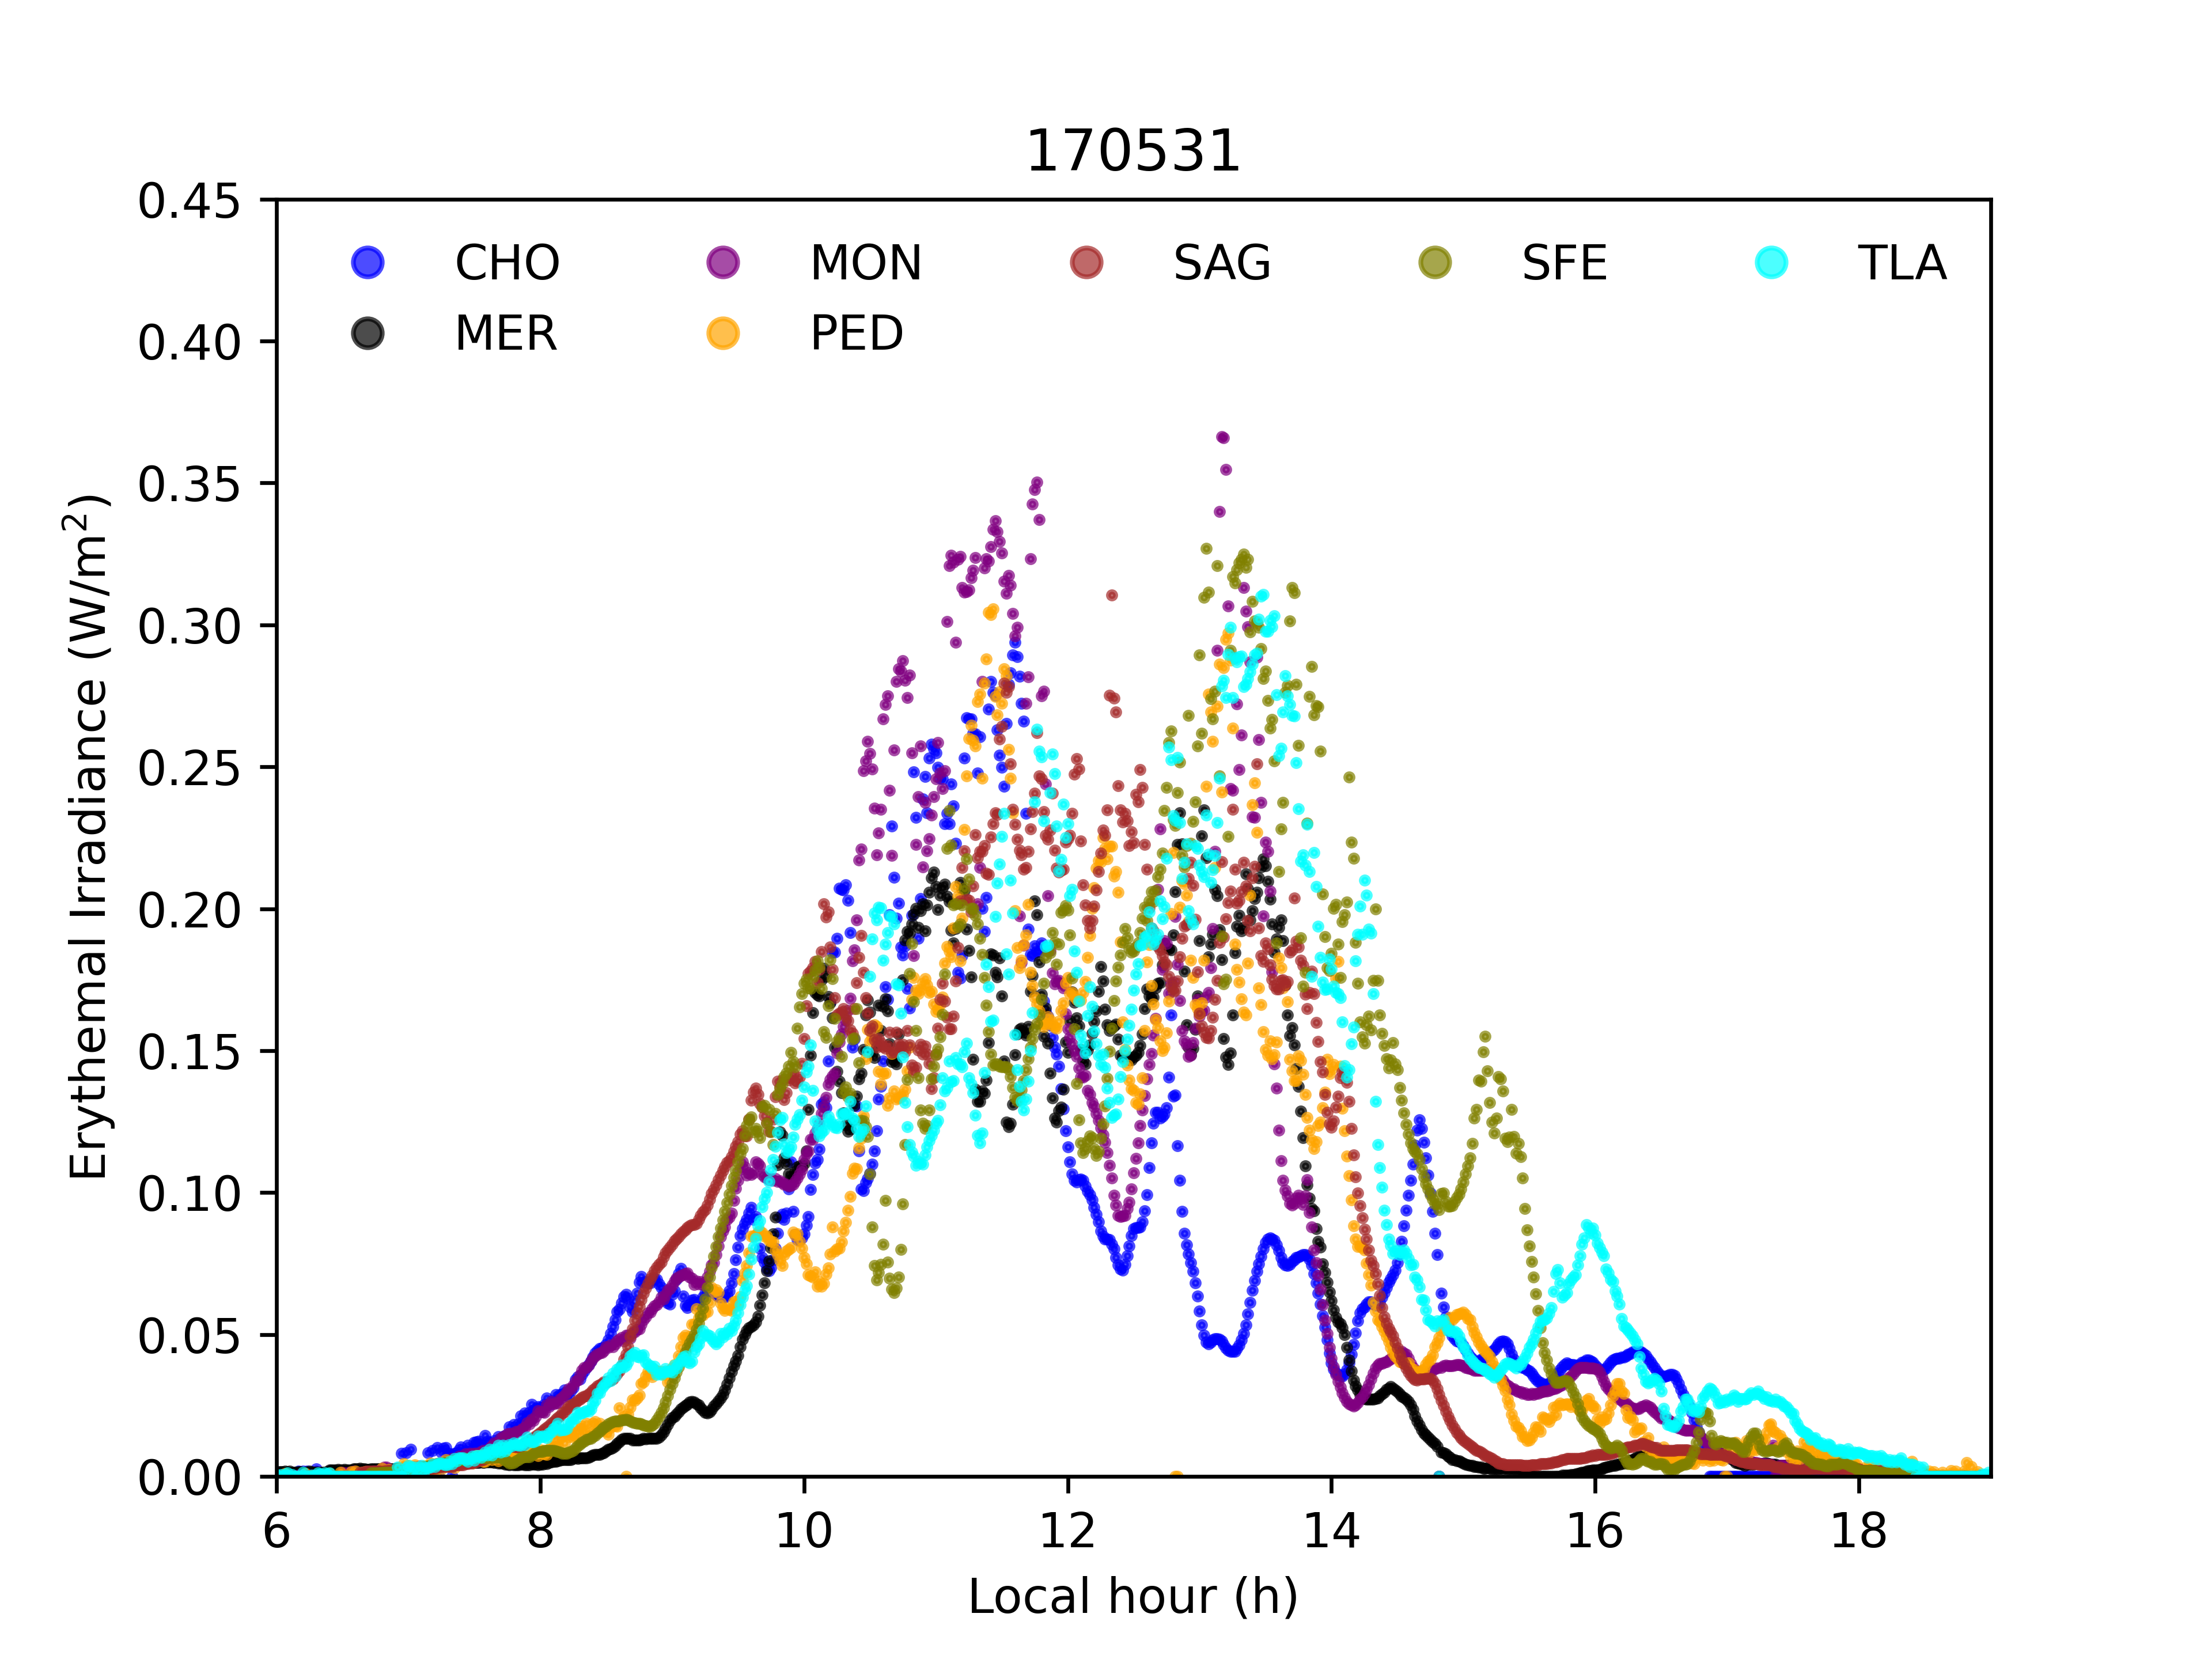 170531
0.45
0.40
0.35
0.30
0.25
0.20
0.15
0.10
0.05
0.00
Erythemal Irradiance (W/m²)
CHO MON SAG SFE TLA
MER PED
6 8 10 12 14 16 18
Local hour (h)